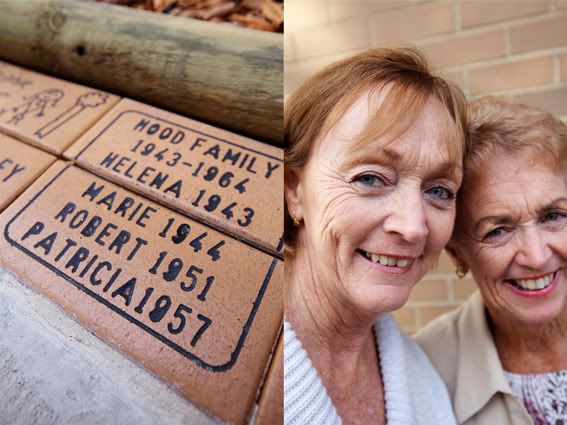 HOOD FAMILY
1943-1964
HELENA 1943
MARIE 1944
ROBERT 1951
PATRICIA 1957